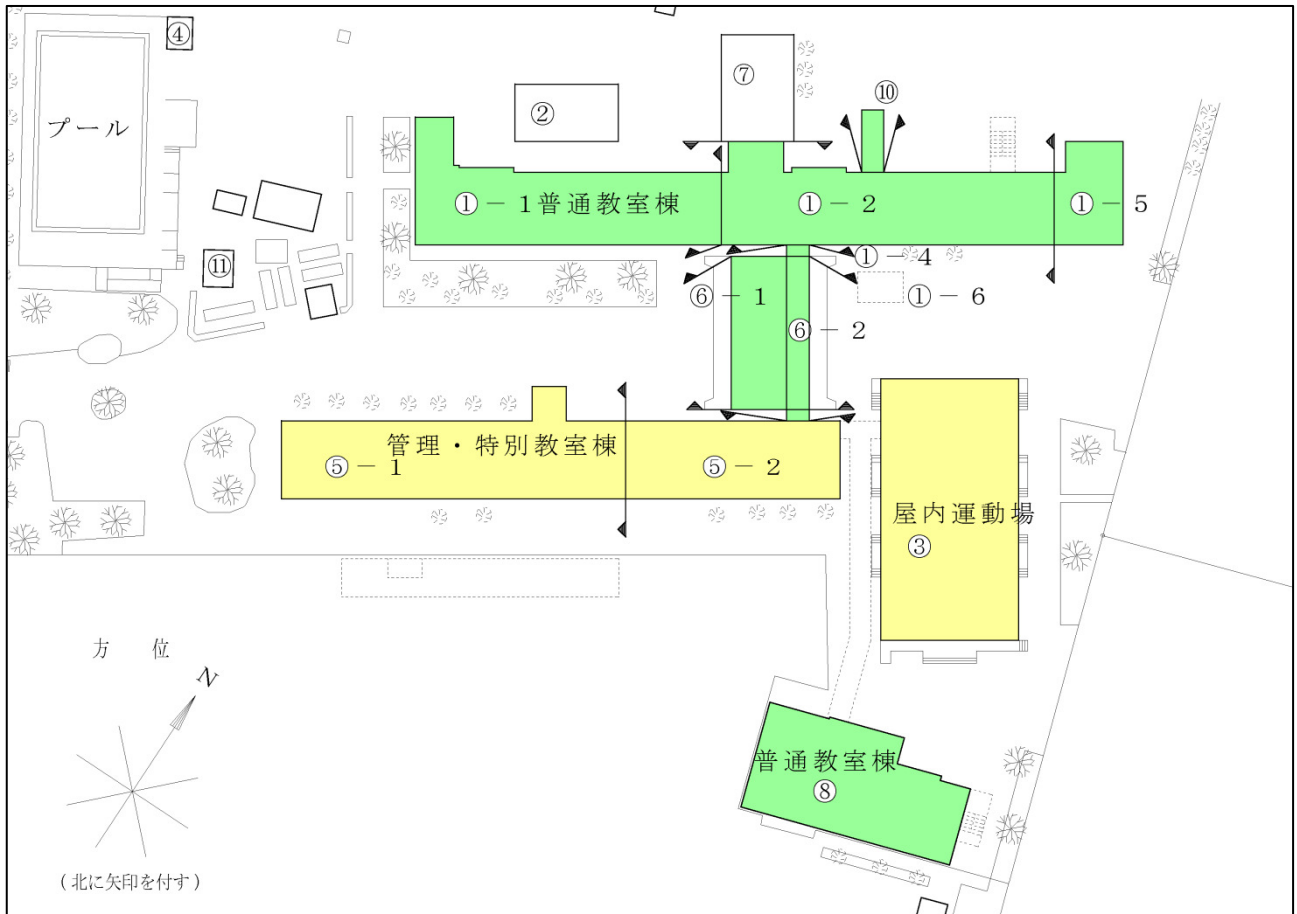 ④
プール
②
⑦
⑩
①－1普通教室棟
①－2
①－5
①－4
⑪
⑥－1
①－6
⑥－2
管理・特別教室棟
⑤－1
⑤－2
屋内運動場
③
方　位
N
普通教室棟
⑧
(北に矢印を付す)